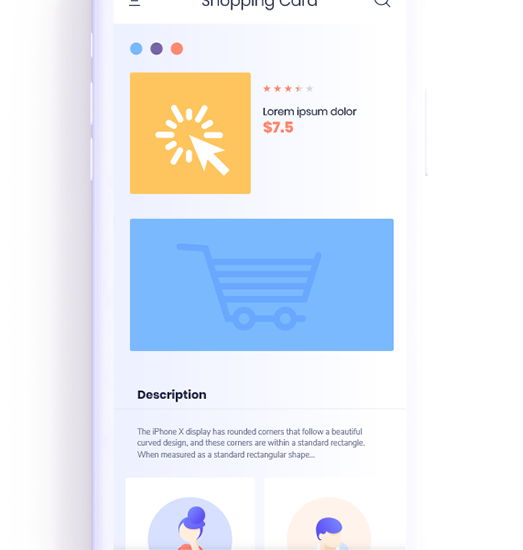 Shopping Card
Lorem ipsum dolor
$7.5
Description
The iPhone X display has rounded corners that follow a beautiful
curved design, and these corners are within a standard rectangle.
When measured as a standard rectangular shape...